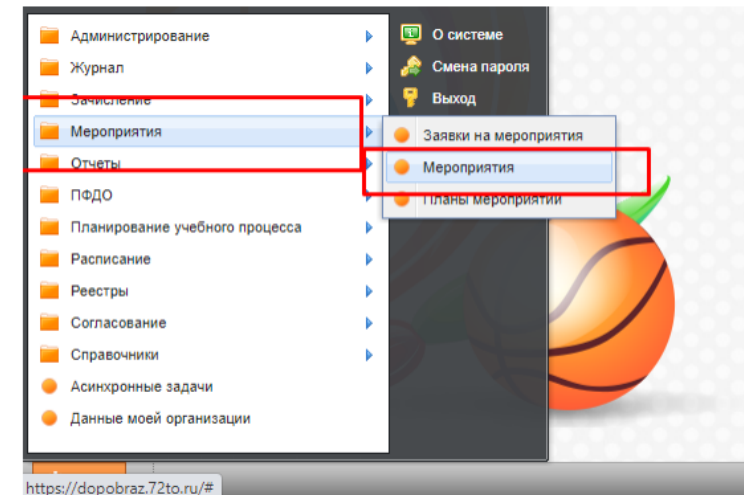 Администрирование
Журнал
Зачисление
Мероприятия
Отчеты
ПФДО
Планирование учебного процесса
Расписание
Реестры
Согласование
Справочники
Асинхронные задачи
Данные моей организации
О системе
Смена пароля
Выход
Заявки на мероприятия
Мероприятия
Планы мероприятий
https://dopobraz.72to.ru/#